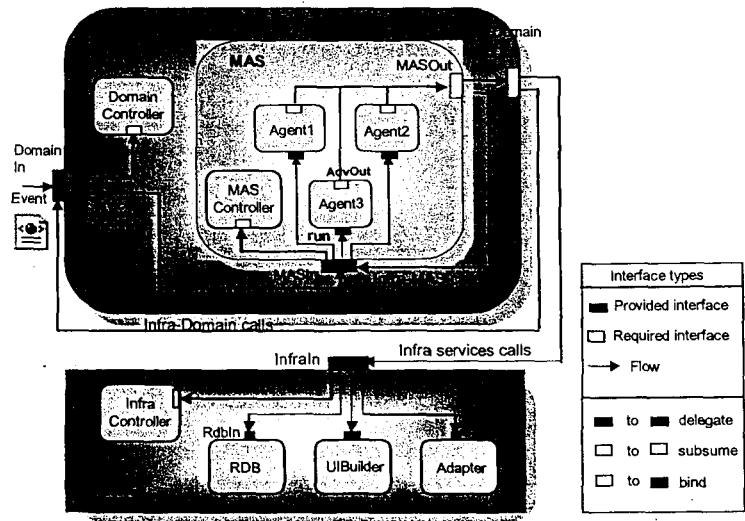 main
MAS
MASOut
Domain
Controller
Agent1
Agent2
Domain
In
AdvOut
MAS
Controller
Agent3
Event
run
MASIn
Infra-Domain calls
Interface types
Provided interface
Required interface
Flow
to delegate
to subsume
to bind
InfraIn
Infra services calls
Infra
Controller
RdbIn
RDB
UIBuilder
Adapter